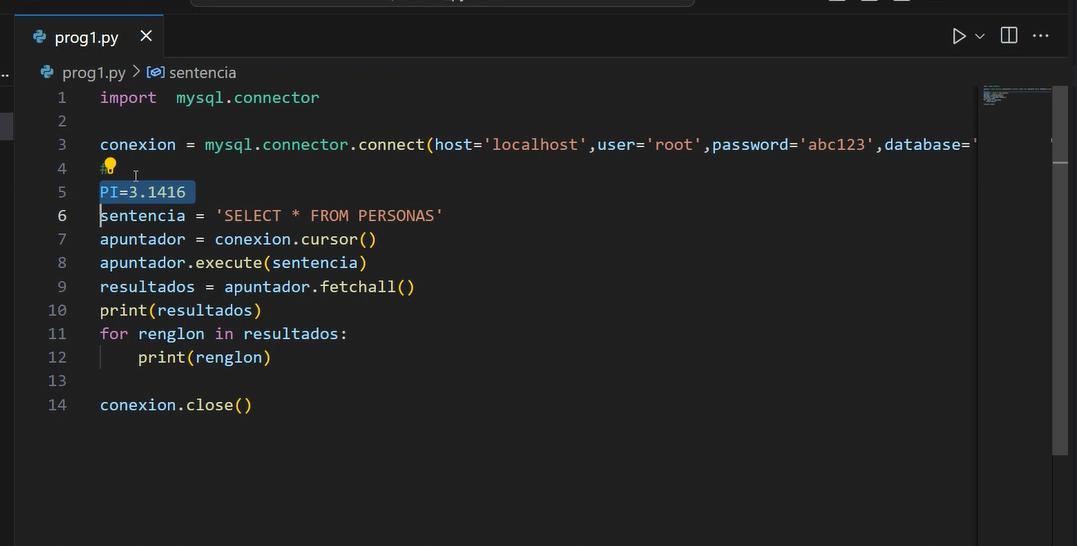 prog1.py
prog1.py > sentencia
1 import  mysql.connector
2
3 conexion = mysql.connector.connect(host='localhost',user='root',password='abc123',database='
4 #
5 PI=3.1416
6 sentencia = 'SELECT * FROM PERSONAS'
7 apuntador = conexion.cursor()
8 apuntador.execute(sentencia)
9 resultados = apuntador.fetchall()
10 print(resultados)
11 for renglon in resultados:
12     print(renglon)
13
14 conexion.close()